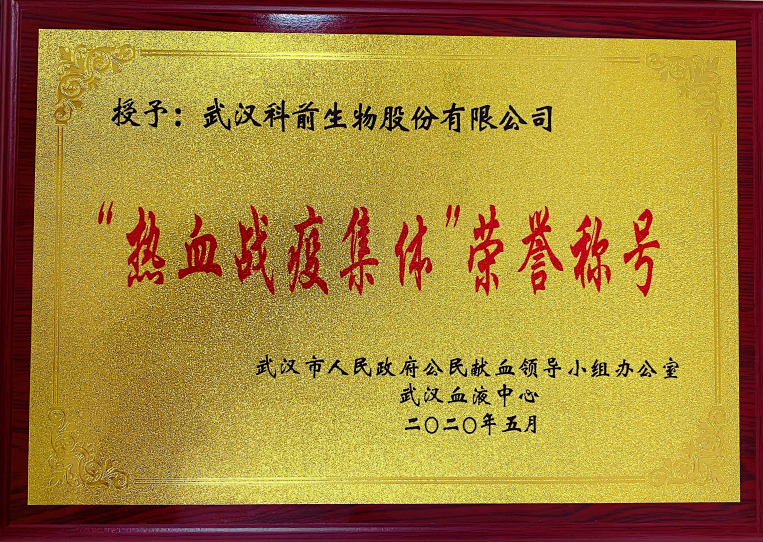 授予：武汉科前生物股份有限公司
“热血战疫集体”荣誉称号
武汉市人民政府公民献血领导小组办公室
武汉血液中心
二〇二〇年五月